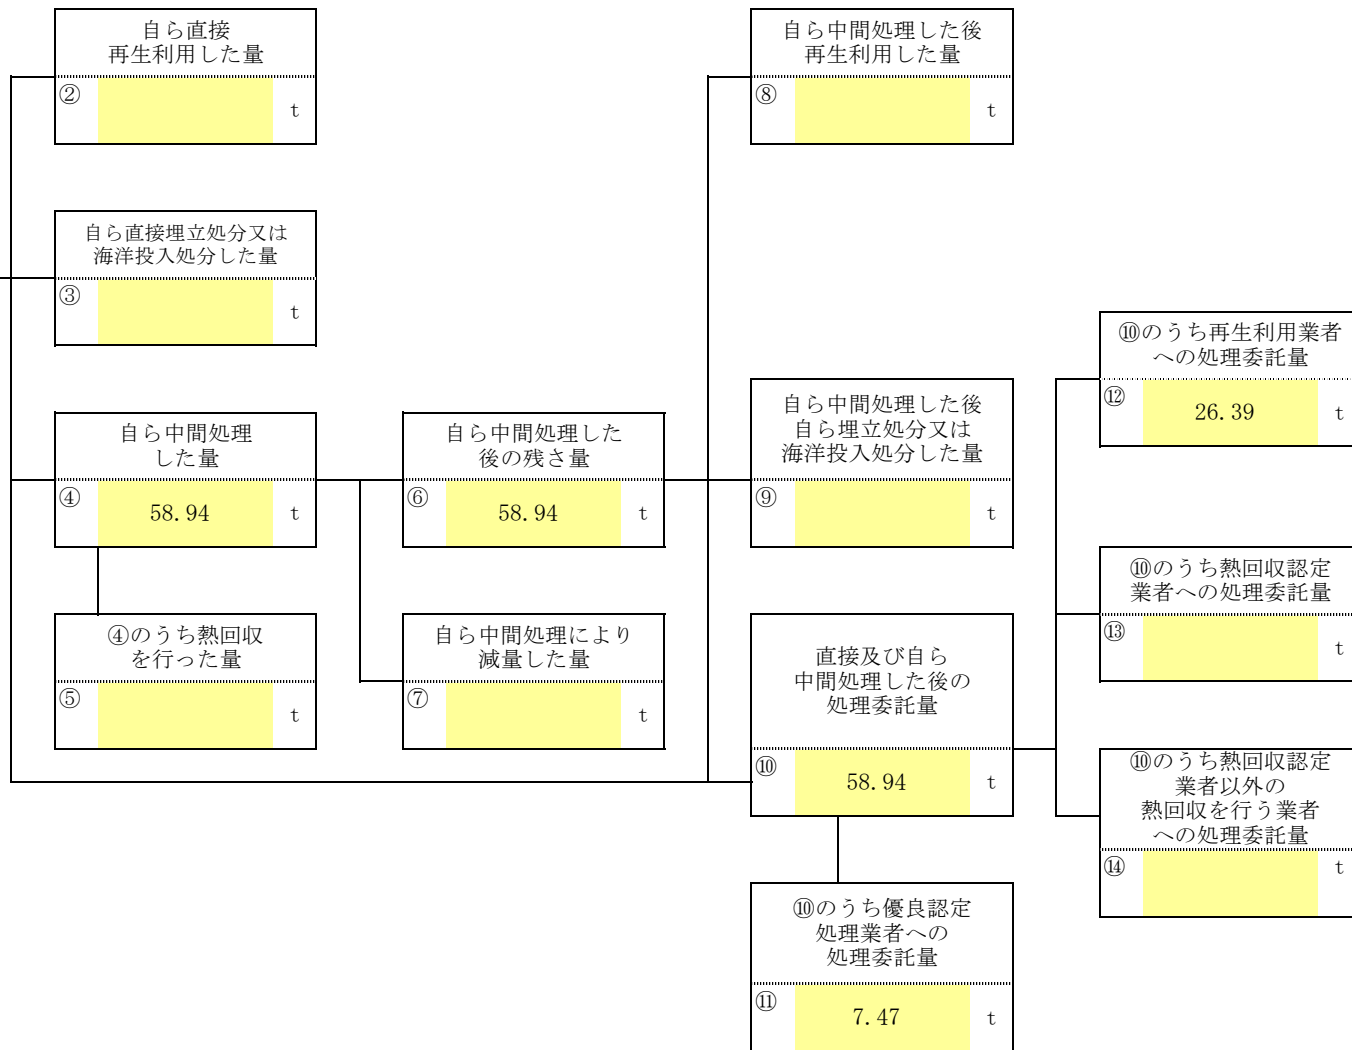 自ら直接
再生利用した量
② t
自ら中間処理した後
再生利用した量
⑧ t
自ら直接埋立処分又は
海洋投入処分した量
③ t
⑩のうち再生利用業者
への処理委託量
⑫ 26.39 t
自ら中間処理
した量
④ 58.94 t
自ら中間処理した
後の残さ量
⑥ 58.94 t
自ら中間処理した後
自ら埋立処分又は
海洋投入処分した量
⑨ t
⑩のうち熱回収認定
業者への処理委託量
⑬ t
④のうち熱回収
を行った量
⑤ t
自ら中間処理により
減量した量
⑦ t
直接及び自ら
中間処理した後の
処理委託量
⑩ 58.94 t
⑩のうち熱回収認定
業者以外の
熱回収を行う業者
への処理委託量
⑭ t
⑩のうち優良認定
処理業者への
処理委託量
⑪ 7.47 t